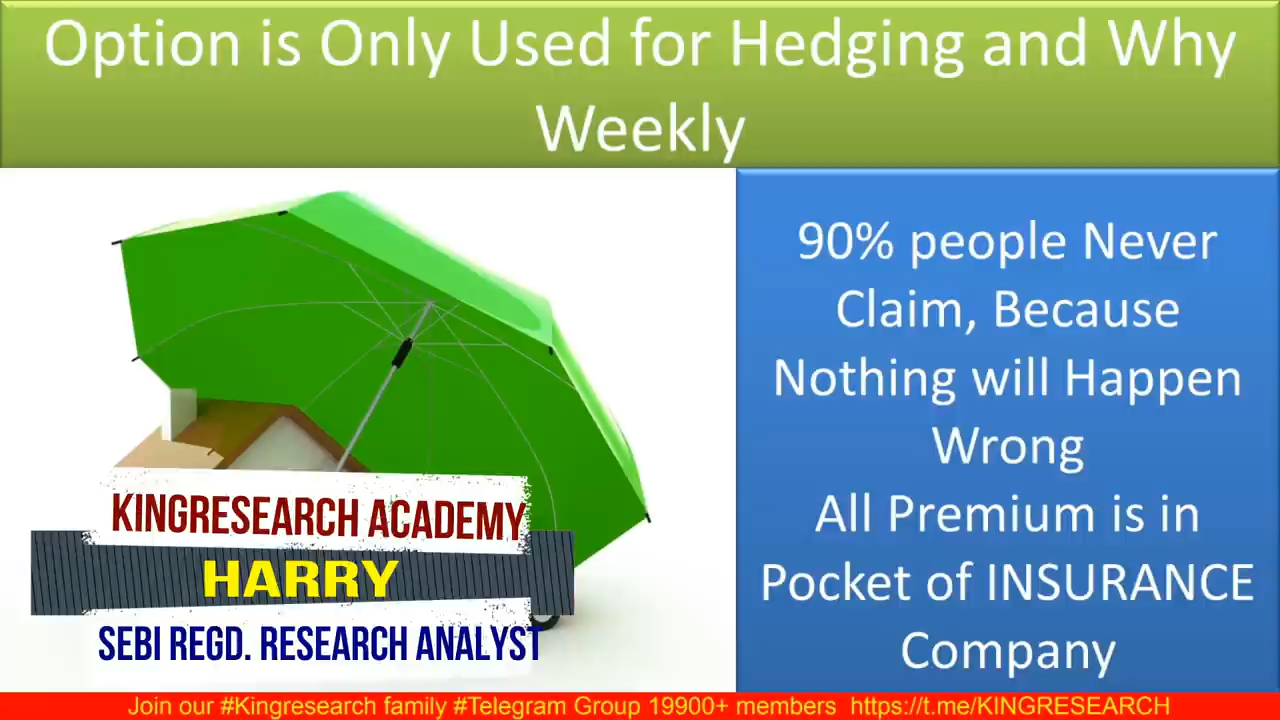 Option is Only Used for Hedging and Why
Weekly
90% people Never
Claim, Because
Nothing will Happen
Wrong
All Premium is in
Pocket of INSURANCE
Company
KINGRESEARCH ACADEMY
HARRY
SEBI REGD. RESEARCH ANALYST
Join our #Kingresearch family #Telegram Group 19900+ members https://t.me/KINGRESEARCH